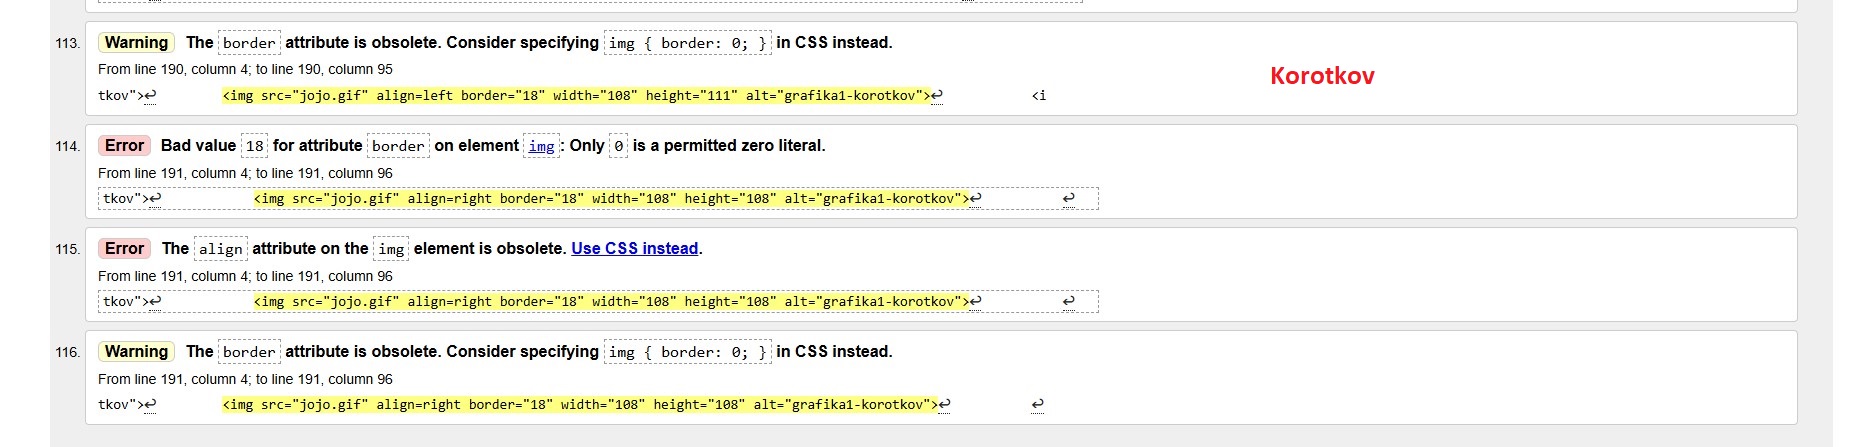 113. Warning The border attribute is obsolete. Consider specifying img { border: 0; } in CSS instead.
From line 190, column 4; to line 190, column 95
Korotkov
tkov">↩ <img src="jojo.gif" align=left border="18" width="108" height="111" alt="grafika1-korotkov">↩ <i
114. Error Bad value 18 for attribute border on element img: Only 0 is a permitted zero literal.
From line 191, column 4; to line 191, column 96
tkov">↩ <img src="jojo.gif" align=right border="18" width="108" height="108" alt="grafika1-korotkov">↩ ↩
115. Error The align attribute on the img element is obsolete. Use CSS instead.
From line 191, column 4; to line 191, column 96
tkov">↩ <img src="jojo.gif" align=right border="18" width="108" height="108" alt="grafika1-korotkov">↩ ↩
116. Warning The border attribute is obsolete. Consider specifying img { border: 0; } in CSS instead.
From line 191, column 4; to line 191, column 96
tkov">↩ <img src="jojo.gif" align=right border="18" width="108" height="108" alt="grafika1-korotkov">↩ ↩